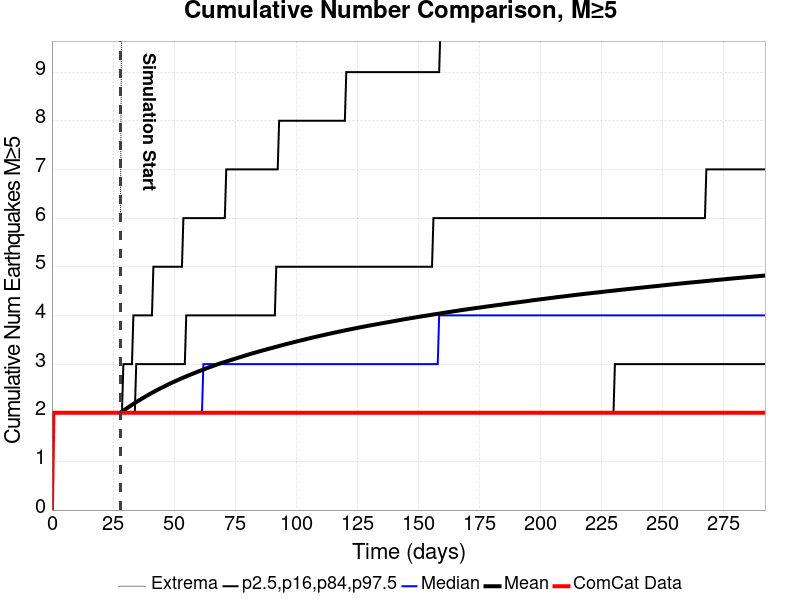 Cumulative Number Comparison, M≥5
Cumulative Num Earthquakes M≥5
9
8
7
6
5
4
3
2
1
0
Simulation Start
0 25 50 75 100 125 150 175 200 225 250 275
Time (days)
Extrema p2.5,p16,p84,p97.5 Median Mean ComCat Data